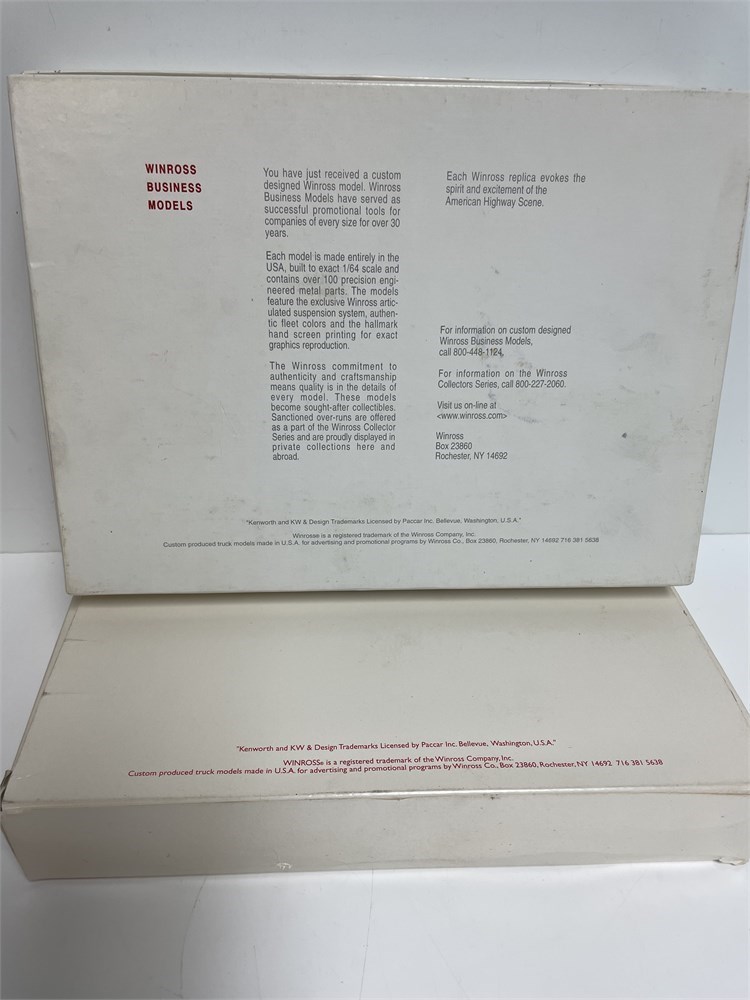 WINROSS
BUSINESS
MODELS
You have just received a custom
designed Winross model. Winross
Business Models have served as
successful promotional tools for
companies of every size for over 30
years.
Each model is made entirely in the
USA, built to exact 1/64 scale and
contains over 100 precision engi-
neered metal parts. The models
feature the exclusive Winross artic-
ulated suspension system, authen-
tic fleet colors and the hallmark
hand screen printing for exact
graphics reproduction.
The Winross commitment to
authenticity and craftsmanship
means quality is in the details of
every model. These models
become sought-after collectibles.
Sanctioned over-runs are offered
as a part of the Winross Collector
Series and are proudly displayed in
private collections here and
abroad.
Each Winross replica evokes the
spirit and excitement of the
American Highway Scene.
For information on custom designed
Winross Business Models,
call 800-448-1124.
For information on the Winross
Collectors Series, call 800-227-2060.
Visit us on-line at
<www.winross.com>
Winross
Box 23860
Rochester, NY 14692
"Kenworth and KW & Design Trademarks Licensed by Paccar Inc. Bellevue, Washington, U.S.A."
Winross® is a registered trademark of the Winross Company, Inc.
Custom produced truck models made in U.S.A. for advertising and promotional programs by Winross Co., Box 23860, Rochester, NY 14692 716 381 5638
"Kenworth and KW & Design Trademarks Licensed by Paccar Inc. Bellevue, Washington, U.S.A."
WINROSS® is a registered trademark of the Winross Company, Inc.
Custom produced truck models made in U.S.A. for advertising and promotional programs by Winross Co., Box 23860, Rochester, NY 14692 716 381 5638